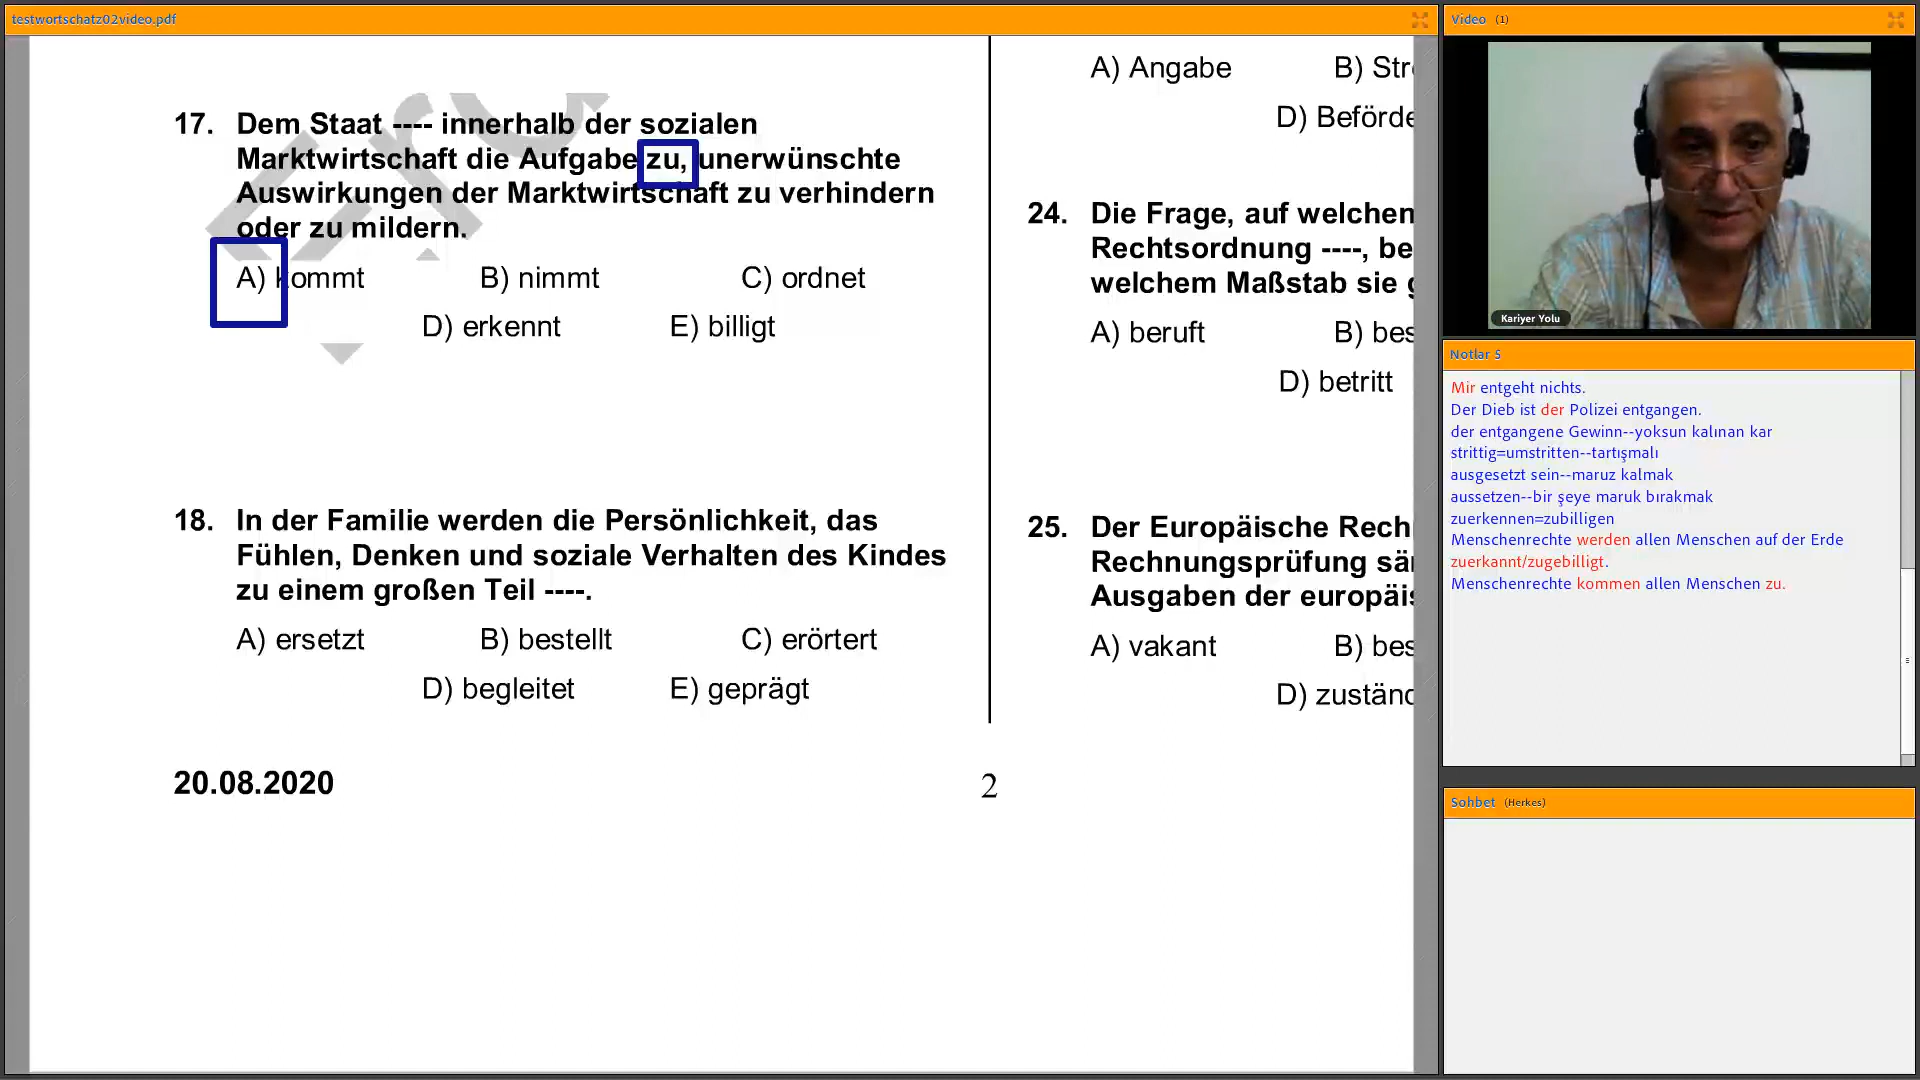 testwortschatz02video.pdf
17. Dem Staat ---- innerhalb der sozialen
Marktwirtschaft die Aufgabe zu, unerwünschte
Auswirkungen der Marktwirtschaft zu verhindern
oder zu mildern.
A) kommt B) nimmt C) ordnet
D) erkennt E) billigt
18. In der Familie werden die Persönlichkeit, das
Fühlen, Denken und soziale Verhalten des Kindes
zu einem großen Teil ----.
A) ersetzt B) bestellt C) erörtert
D) begleitet E) geprägt
20.08.2020
2
A) Angabe B)
D)
24. Die Frage, auf welchen
Rechtsordnung ----,
welchem Maßstab sie
A) beruft B)
D) betritt
25. Der Europäische
Rechnungsprüfung
Ausgaben der
A) vakant B)
D)
Video (1)
Kariyer Yolu
Notlar 5
Mir entgeht nichts.
Der Dieb ist der Polizei entgangen.
der entgangene Gewinn--yoksun kalınan kar
strittig=umstritten--tartışmalı
ausgesetzt sein--maruz kalmak
aussetzen--bir şeye maruk bırakmak
zuerkennen=zubilligen
Menschenrechte werden allen Menschen auf der Erde
zuerkannt/zugebilligt.
Menschenrechte kommen allen Menschen zu.
Sohbet (Herkes)